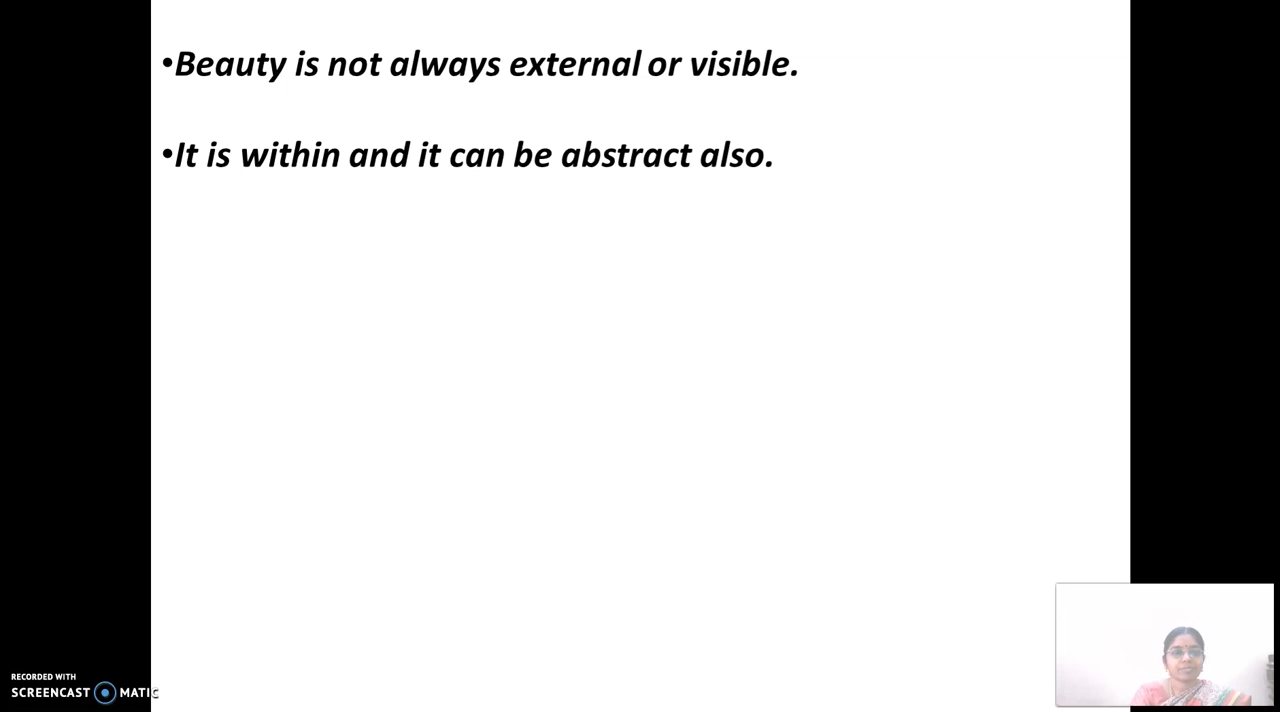 •Beauty is not always external or visible.
•It is within and it can be abstract also.
RECORDED WITH
SCREENCAST MATIC